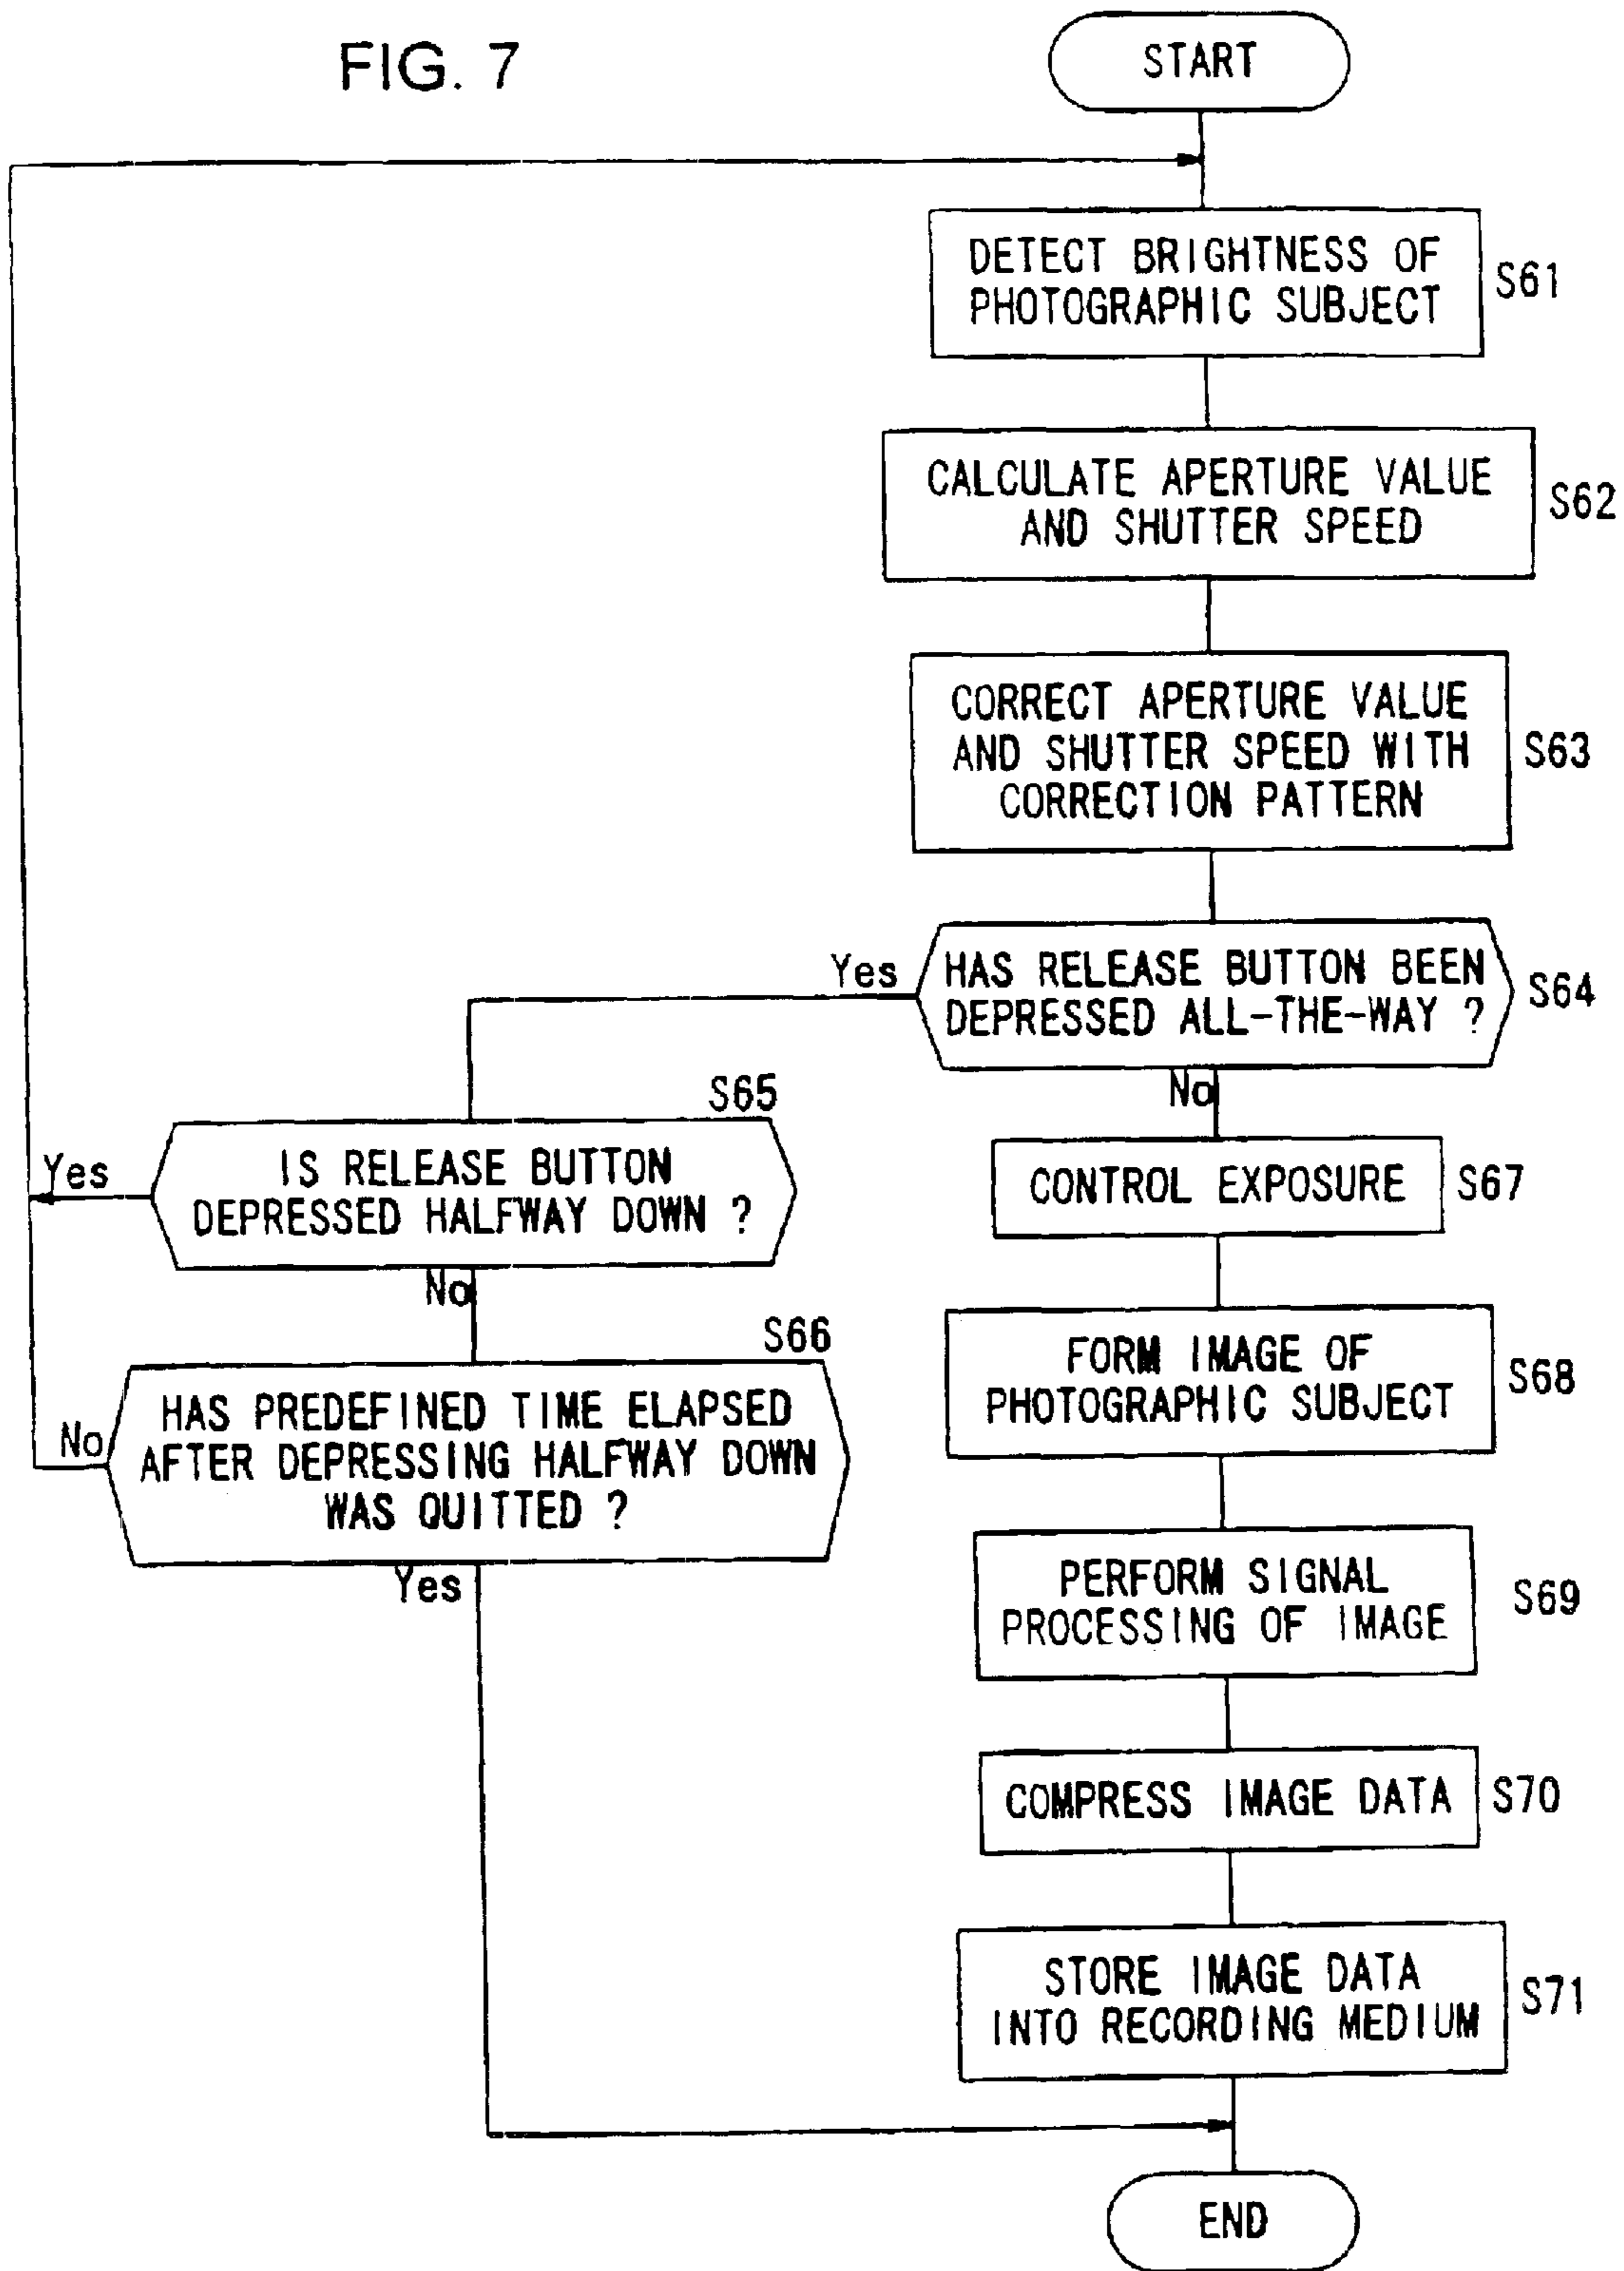 FIG. 7
START
DETECT BRIGHTNESS OF
PHOTOGRAPHIC SUBJECT
S61
CALCULATE APERTURE VALUE
AND SHUTTER SPEED
S62
CORRECT APERTURE VALUE
AND SHUTTER SPEED WITH
CORRECTION PATTERN
S63
Yes
HAS RELEASE BUTTON BEEN
DEPRESSED ALL-THE-WAY ?
S64
No
S65
Yes
IS RELEASE BUTTON
DEPRESSED HALFWAY DOWN ?
No
S66
No
HAS PREDEFINED TIME ELAPSED
AFTER DEPRESSING HALFWAY DOWN
WAS QUITTED ?
Yes
CONTROL EXPOSURE
S67
FORM IMAGE OF
PHOTOGRAPHIC SUBJECT
S68
PERFORM SIGNAL
PROCESSING OF IMAGE
S69
COMPRESS IMAGE DATA
S70
STORE IMAGE DATA
INTO RECORDING MEDIUM
S71
END